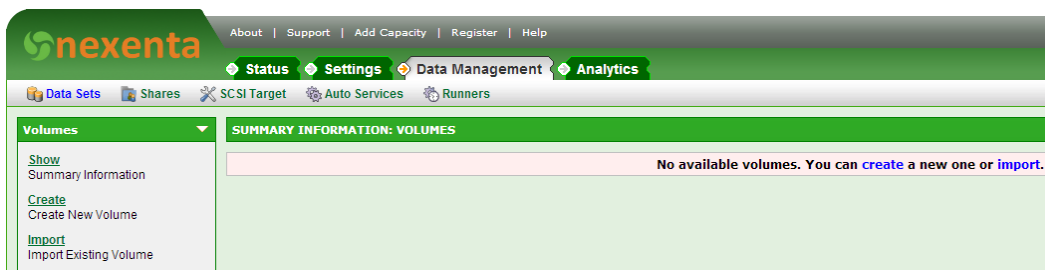 nexenta
About | Support | Add Capacity | Register | Help
Status Settings Data Management Analytics
Data Sets Shares SCSI Target Auto Services Runners
Volumes
Show
Summary Information
Create
Create New Volume
Import
Import Existing Volume
SUMMARY INFORMATION: VOLUMES
No available volumes. You can create a new one or import.